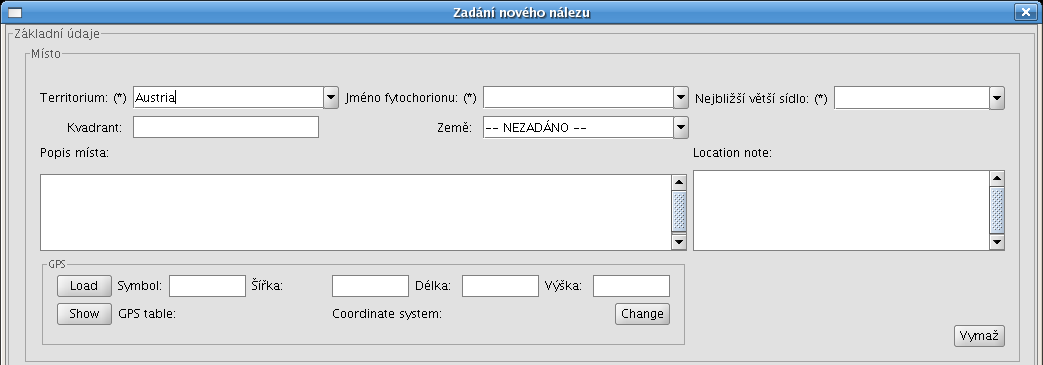 Zadání nového nálezu
Základní údaje
Místo
Territorium: (*) Austria Jméno fytochorionu: (*) Nejbližší větší sídlo: (*)
Kvadrant: Země: -- NEZADÁNO --
Popis místa: Location note:
GPS
Load Symbol: Šířka: Délka: Výška:
Show GPS table: Coordinate system: Change
Vymaž